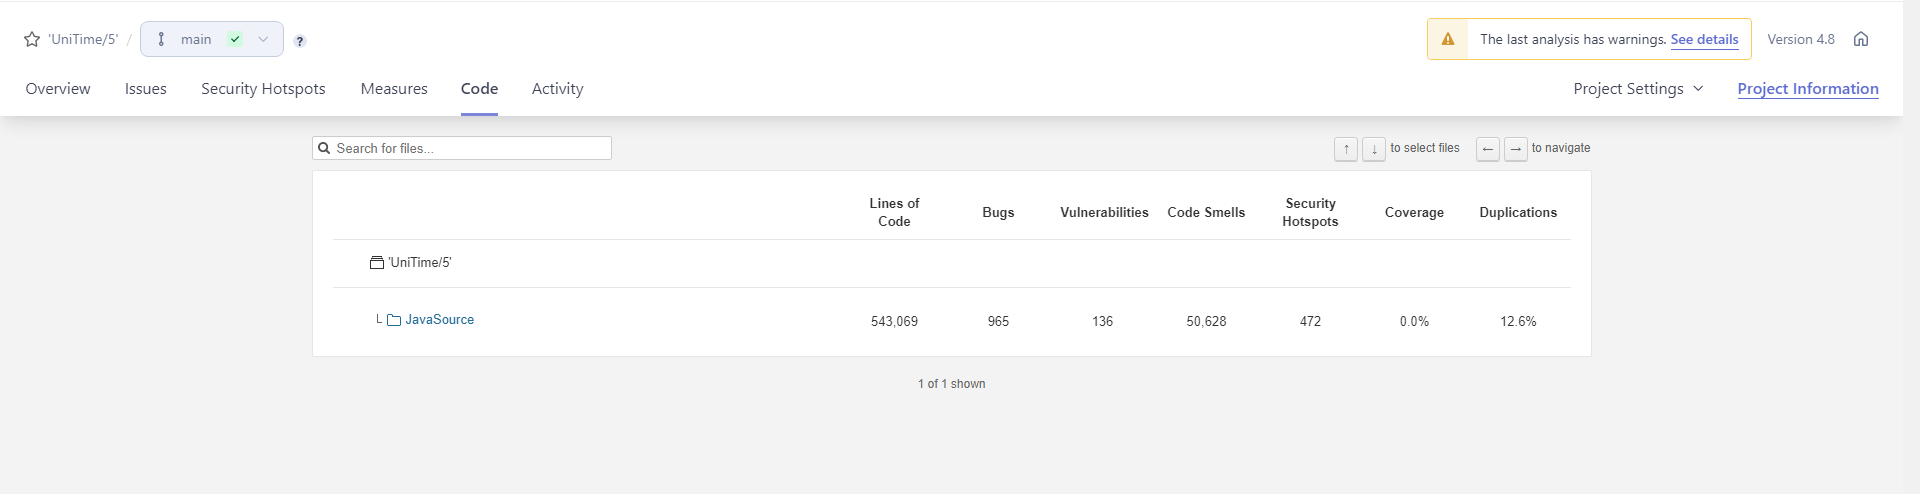 'UniTime/5' / main ?
The last analysis has warnings. See details Version 4.8
Overview Issues Security Hotspots Measures Code Activity Project Settings Project Information
Search for files... ↑ ↓ to select files ← → to navigate
Lines of Code Bugs Vulnerabilities Code Smells Security Hotspots Coverage Duplications
'UniTime/5'
JavaSource 543,069 965 136 50,628 472 0.0% 12.6%
1 of 1 shown